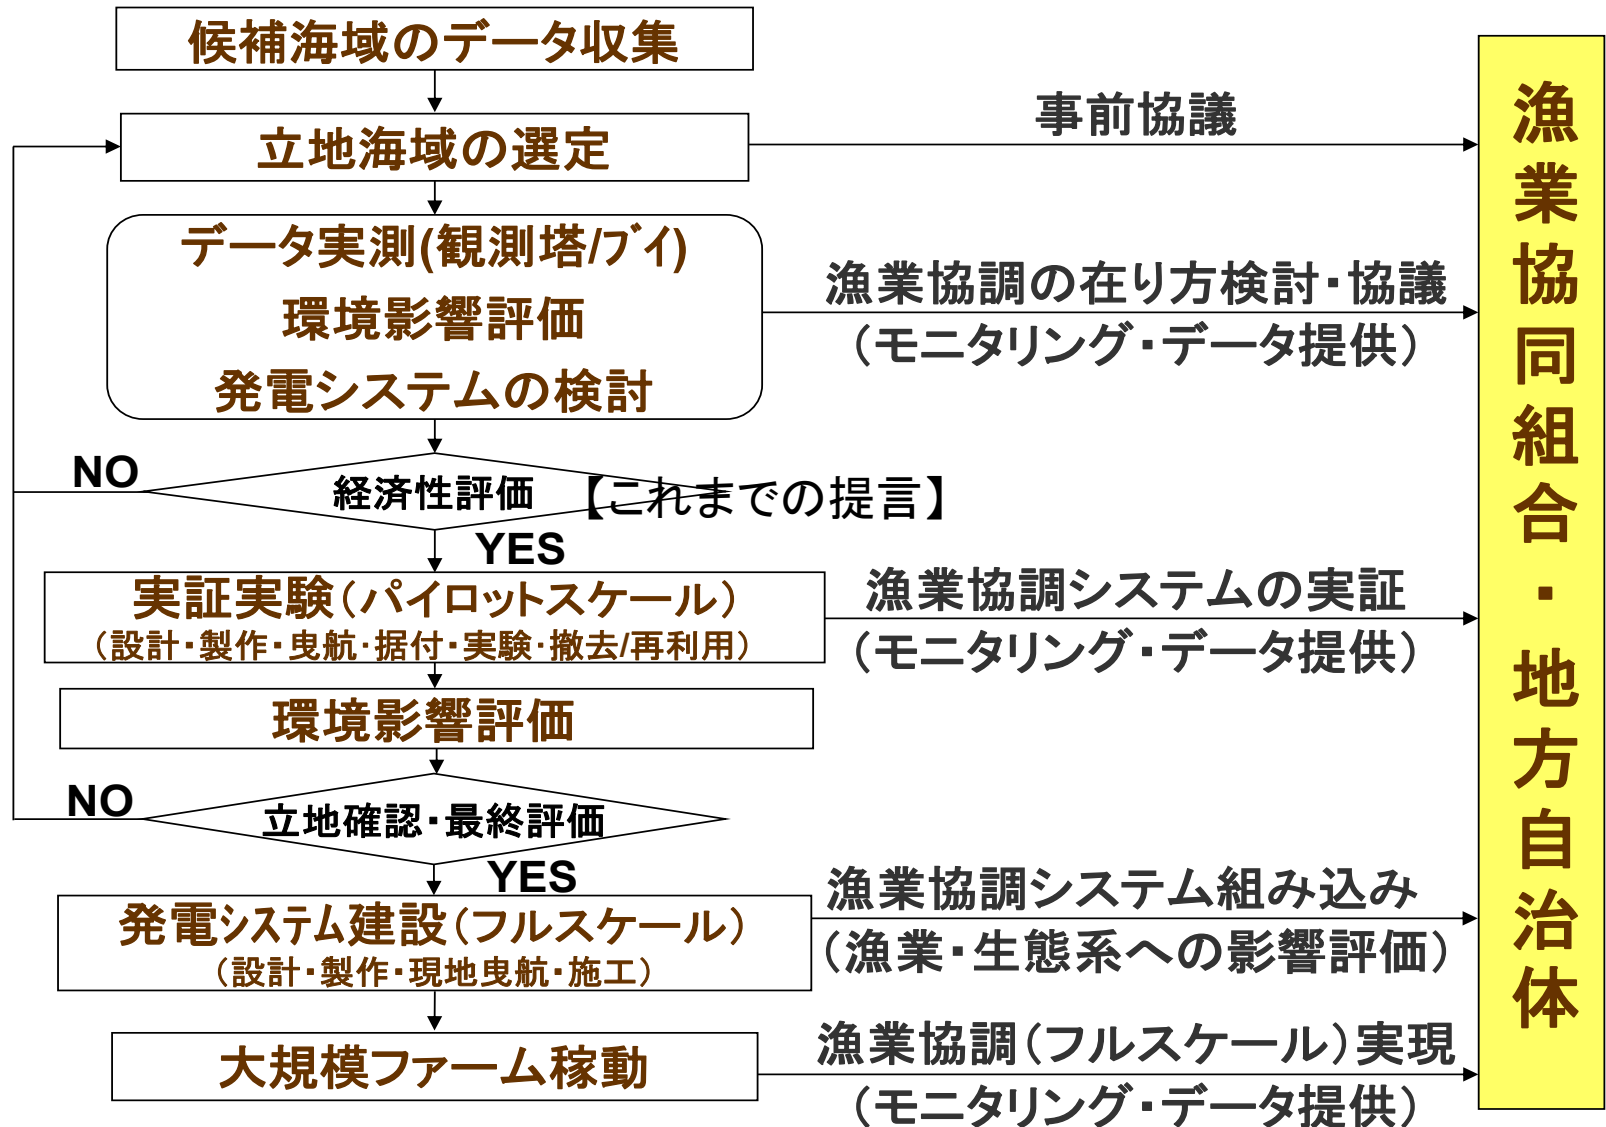 候補海域のデータ収集
立地海域の選定
事前協議
データ実測(観測塔/ブイ)
環境影響評価
発電システムの検討
漁業協調の在り方検討・協議
（モニタリング・データ提供）
NO
経済性評価
【これまでの提言】
YES
実証実験（パイロットスケール）
（設計・製作・曳航・据付・実験・撤去/再利用）
漁業協調システムの実証
（モニタリング・データ提供）
環境影響評価
NO
立地確認・最終評価
YES
発電システム建設（フルスケール）
（設計・製作・現地曳航・施工）
漁業協調システム組み込み
（漁業・生態系への影響評価）
大規模ファーム稼動
漁業協調（フルスケール）実現
（モニタリング・データ提供）
漁業協同組合・地方自治体